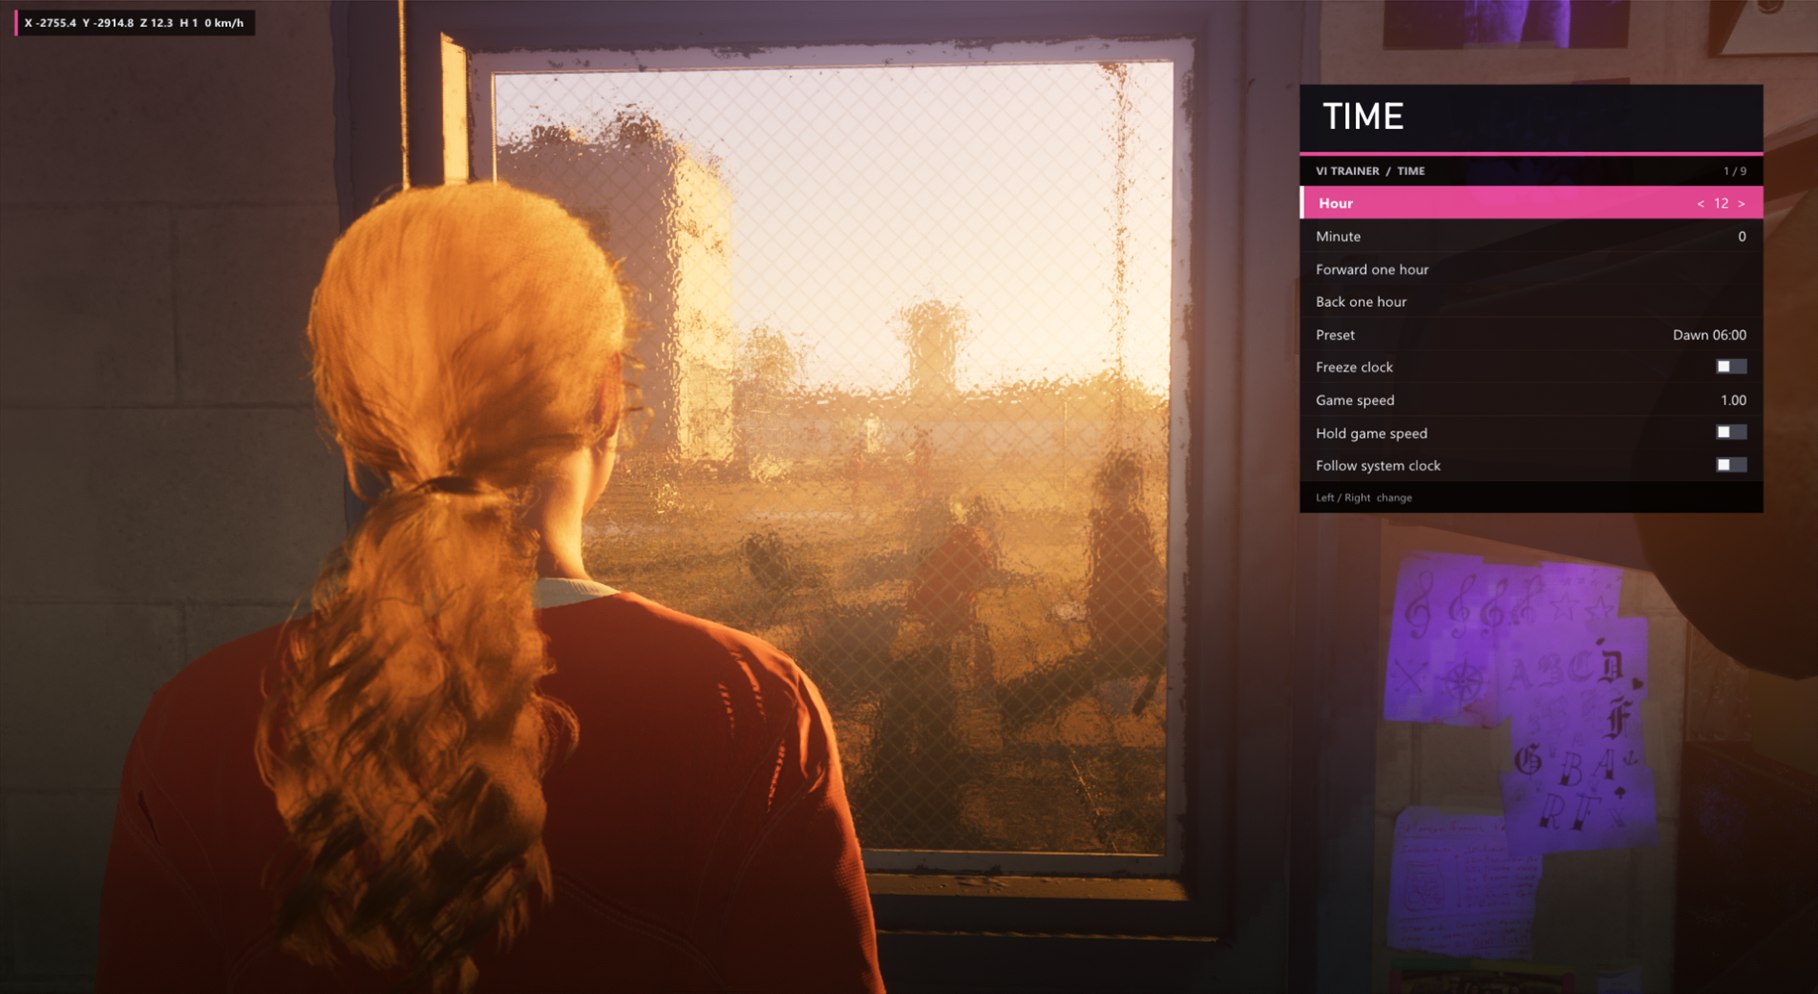 X -2755.4 Y -2914.8 Z 12.3 H 1 0 km/h
TIME
VI TRAINER / TIME 1 / 9
Hour < 12 >
Minute 0
Forward one hour
Back one hour
Preset Dawn 06:00
Freeze clock
Game speed 1.00
Hold game speed
Follow system clock
Left / Right change
ABCD
F
G B A
R F